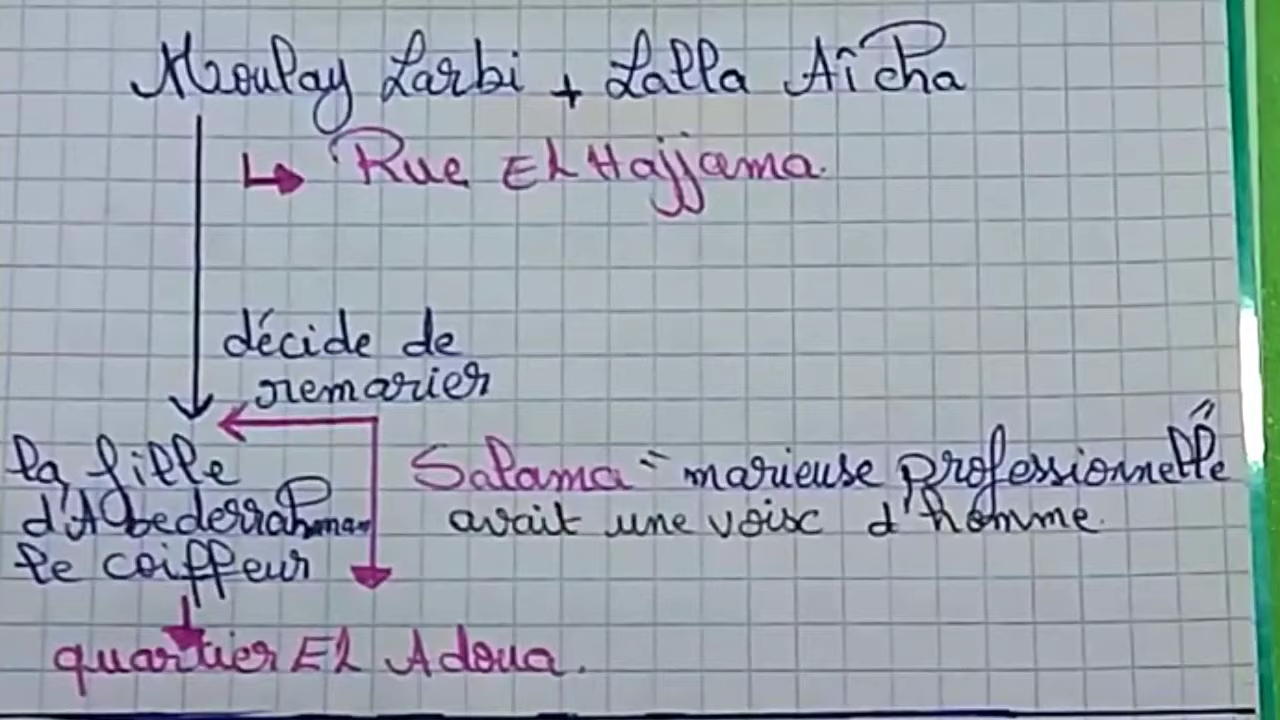 Moulay Larbi + Lalla Aîcha
Rue El Hajjama.
décide de
remarier
la fille
d'Abederrahman
le coiffeur
Salama = marieuse professionnelle
avait une voix d'homme.
quartier El Adoua.